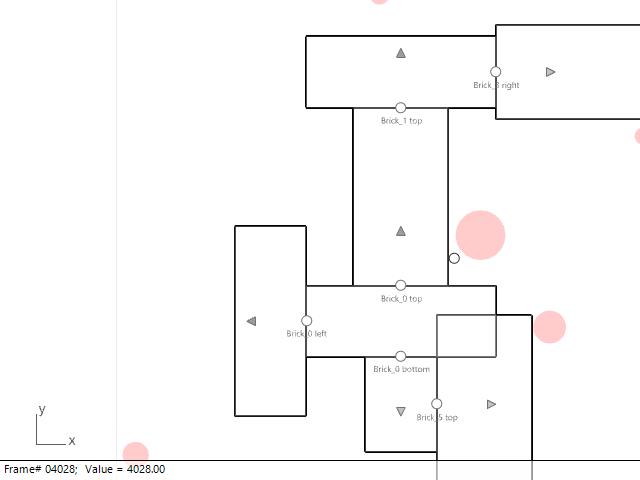 Brick_3 right
Brick_1 top
Brick_0 top
Brick_0 left
Brick_0 bottom
Brick_5 top
y
x
Frame# 04028; Value = 4028.00